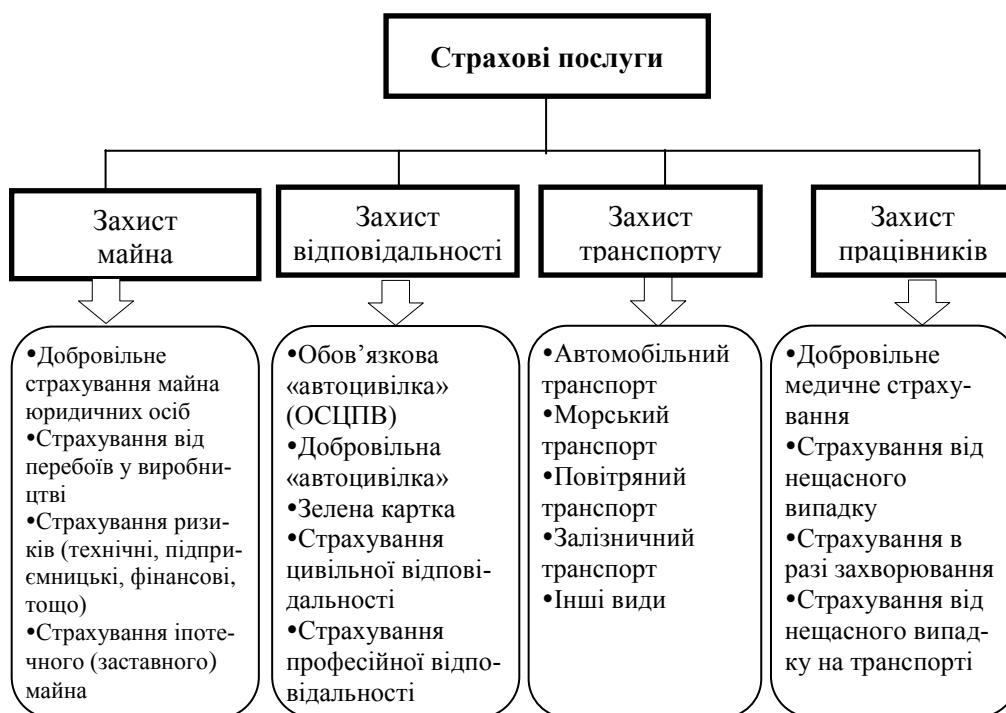 Страхові послуги
Захист
майна
Захист
відповідальності
Захист
транспорту
Захист
працівників
•Добровільне
страхування майна
юридичних осіб
•Страхування від
перебоїв у виробни-
цтві
•Страхування ризи-
ків (технічні, підпри-
ємницькі, фінансові,
тощо)
•Страхування іпоте-
чного (заставного)
майна
•Обов’язкова
«автоцивілка»
(ОСЦПВ)
•Добровільна
«автоцивілка»
•Зелена картка
•Страхування
цивільної відпові-
дальності
•Страхування
професійної відпо-
відальності
•Автомобільний
транспорт
•Морський
транспорт
•Повітряний
транспорт
•Залізничний
транспорт
•Інші види
•Добровільне
медичне страху-
вання
•Страхування від
нещасного
випадку
•Страхування в
разі захворювання
•Страхування від
нещасного випад-
ку на транспорті